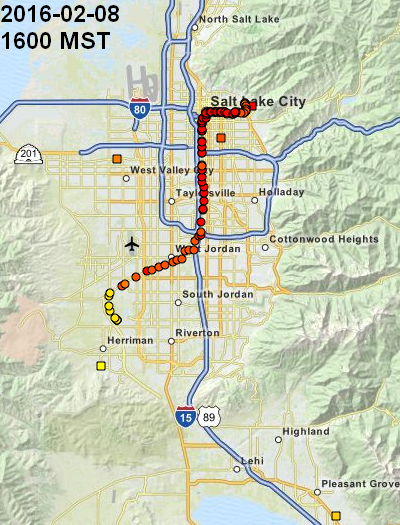 2016-02-08
1600 MST
North Salt Lake
80
Salt Lake City
201
West Valley City
Taylorsville
Holladay
Cottonwood Heights
West Jordan
South Jordan
Herriman
Riverton
15
89
Highland
Lehi
Pleasant Grove